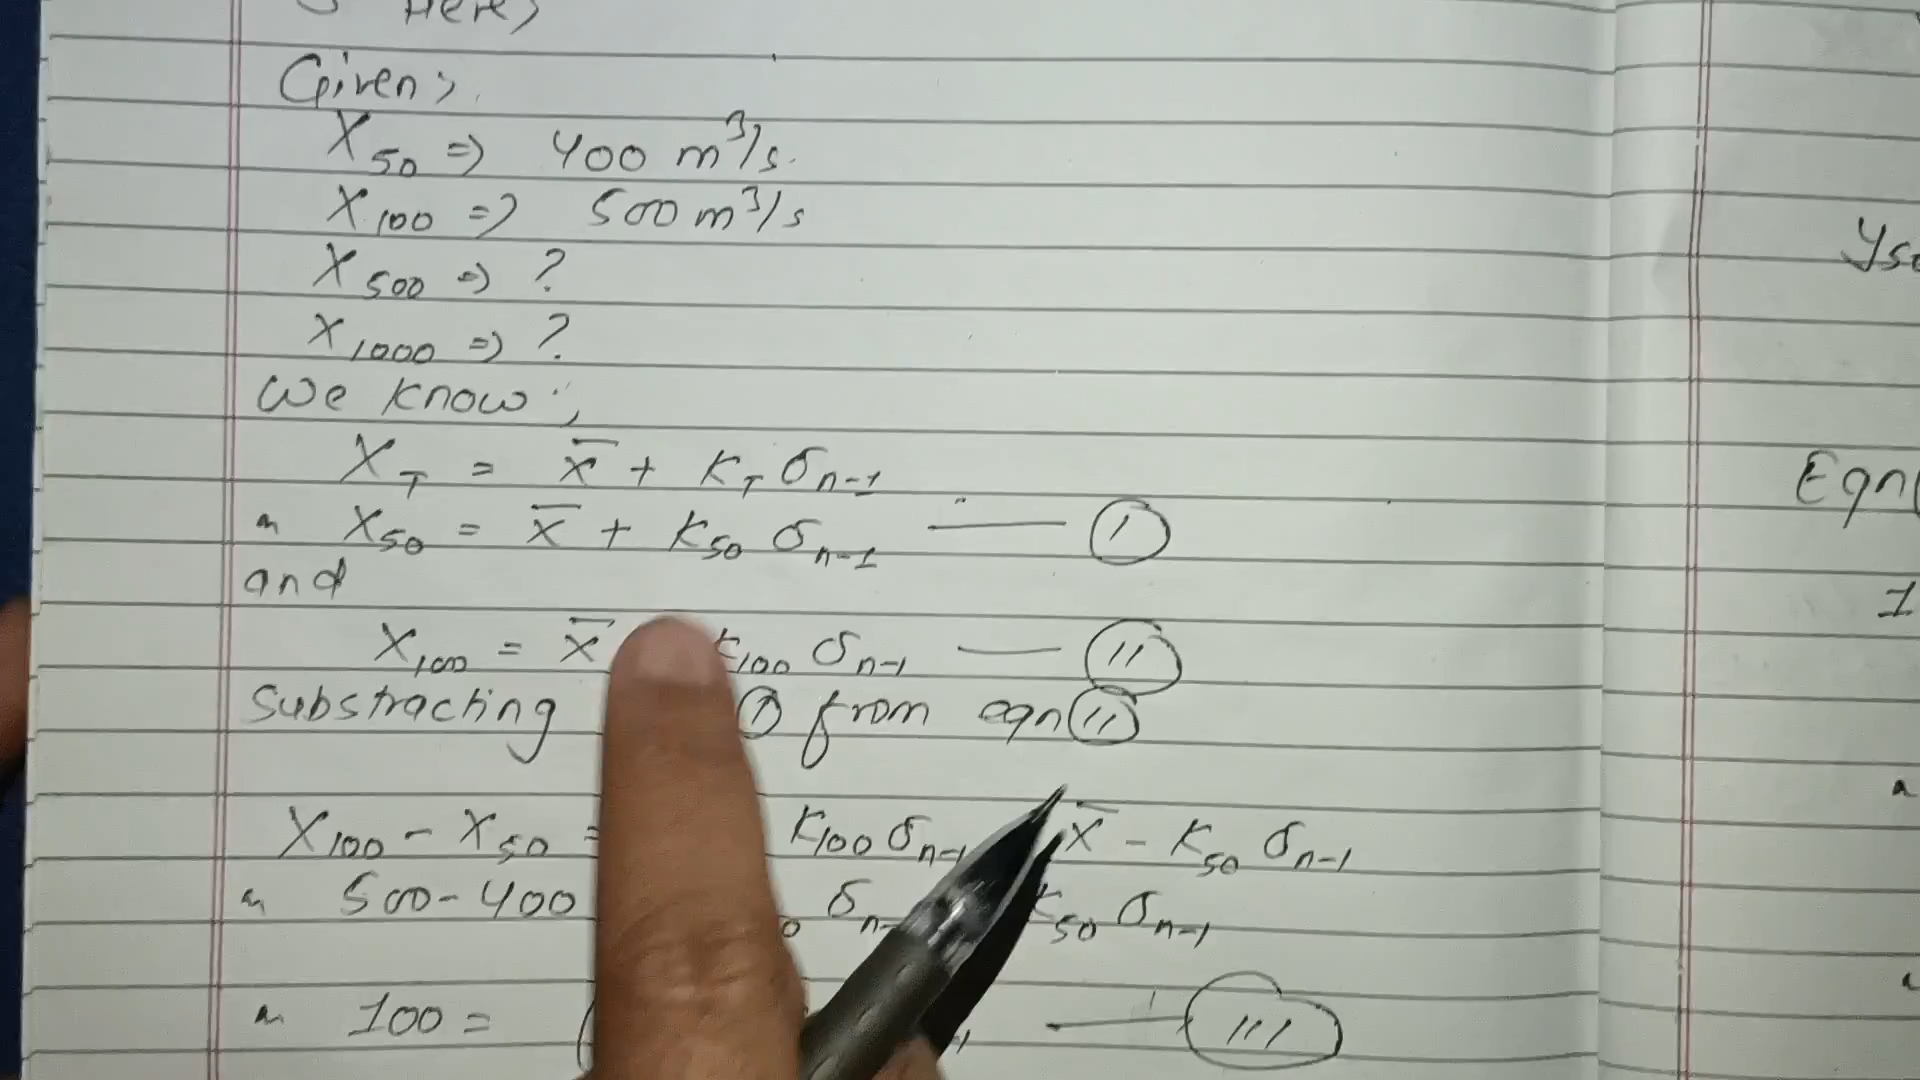 Here,
Given,
X50 => 400 m³/s.
X100 => 500 m³/s
X500 => ?
X1000 => ?
We know,
XT = x̄ + KT σn-1
X50 = x̄ + K50 σn-1 — (I)
and
X100 = x̄ K100 σn-1 — (II)
Substracting (I) from eqn (II)
X100 - X50 = K100 σn-1 x̄ - K50 σn-1
500 - 400 σn- K50 σn-1
100 = ( — (III)
Eqn(
1